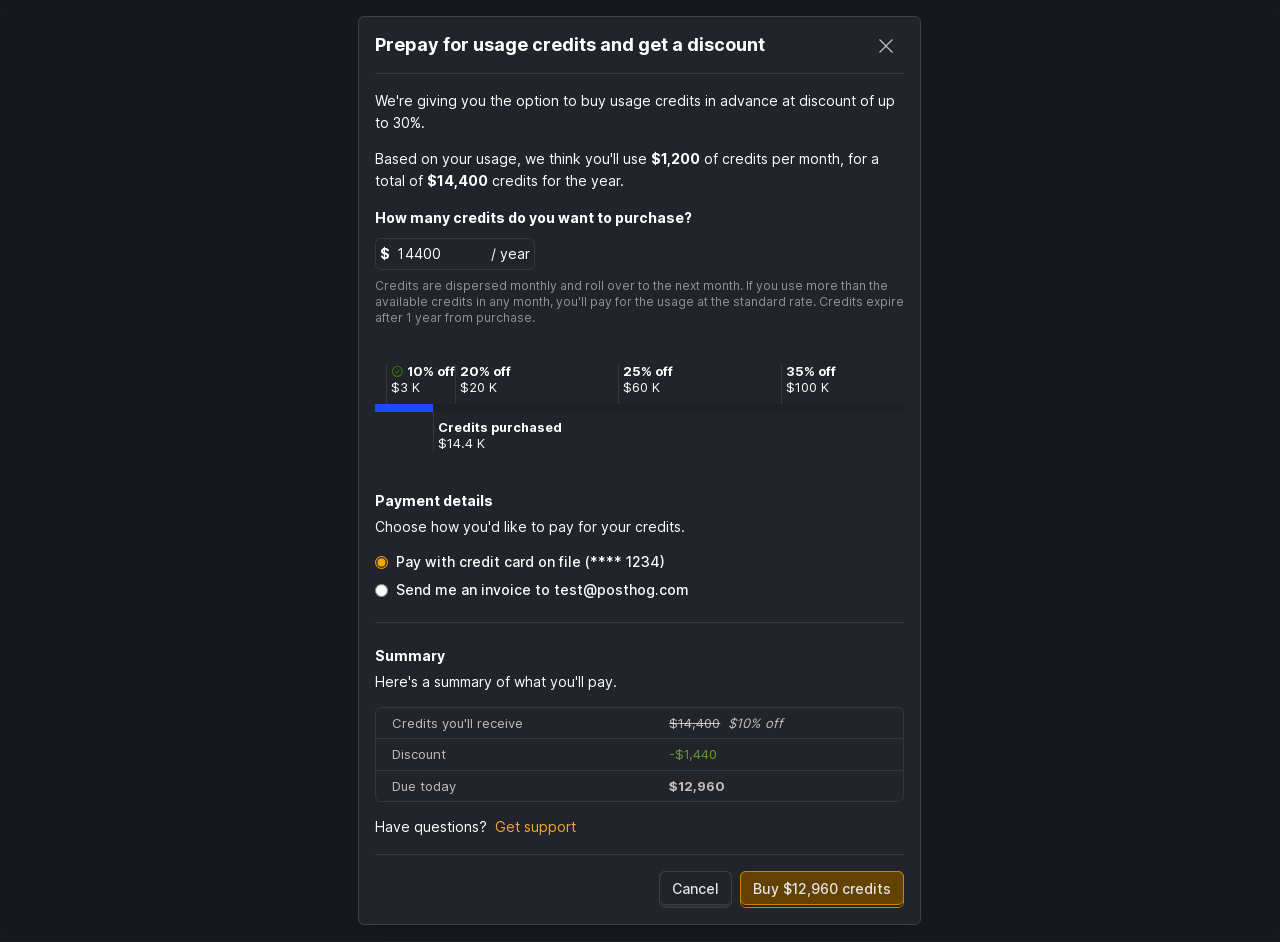 Prepay for usage credits and get a discount
We're giving you the option to buy usage credits in advance at discount of up
to 30%.
Based on your usage, we think you'll use $1,200 of credits per month, for a
total of $14,400 credits for the year.
How many credits do you want to purchase?
$ 14400 / year
Credits are dispersed monthly and roll over to the next month. If you use more than the
available credits in any month, you'll pay for the usage at the standard rate. Credits expire
after 1 year from purchase.
10% off 20% off 25% off 35% off
$3 K $20 K $60 K $100 K
Credits purchased
$14.4 K
Payment details
Choose how you'd like to pay for your credits.
Pay with credit card on file (**** 1234)
Send me an invoice to test@posthog.com
Summary
Here's a summary of what you'll pay.
Credits you'll receive $14,400 $10% off
Discount -$1,440
Due today $12,960
Have questions? Get support
Cancel Buy $12,960 credits